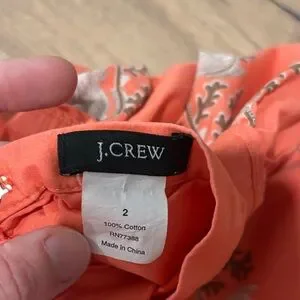 J.CREW
2
100% Cotton
RN77388
Made in China